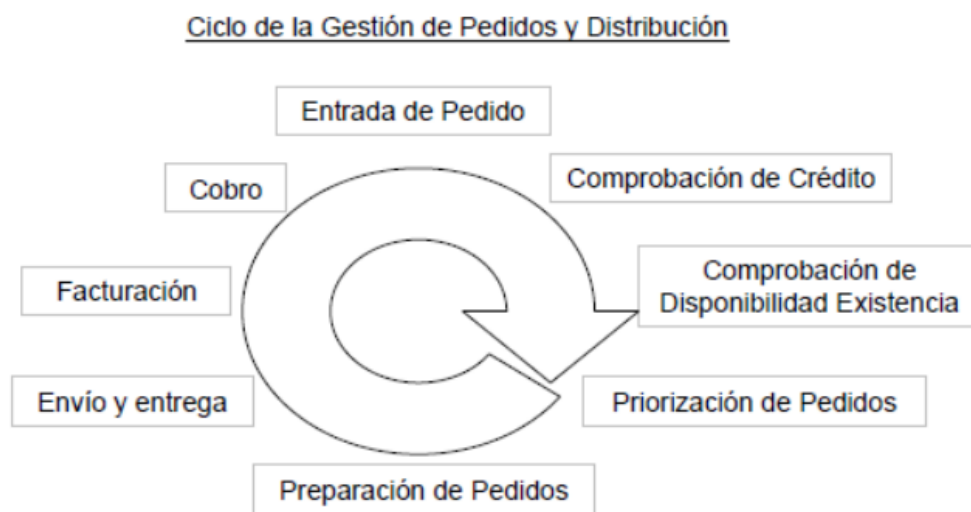 Ciclo de la Gestión de Pedidos y Distribución
Entrada de Pedido
Comprobación de Crédito
Cobro
Comprobación de
Disponibilidad Existencia
Facturación
Priorización de Pedidos
Envío y entrega
Preparación de Pedidos